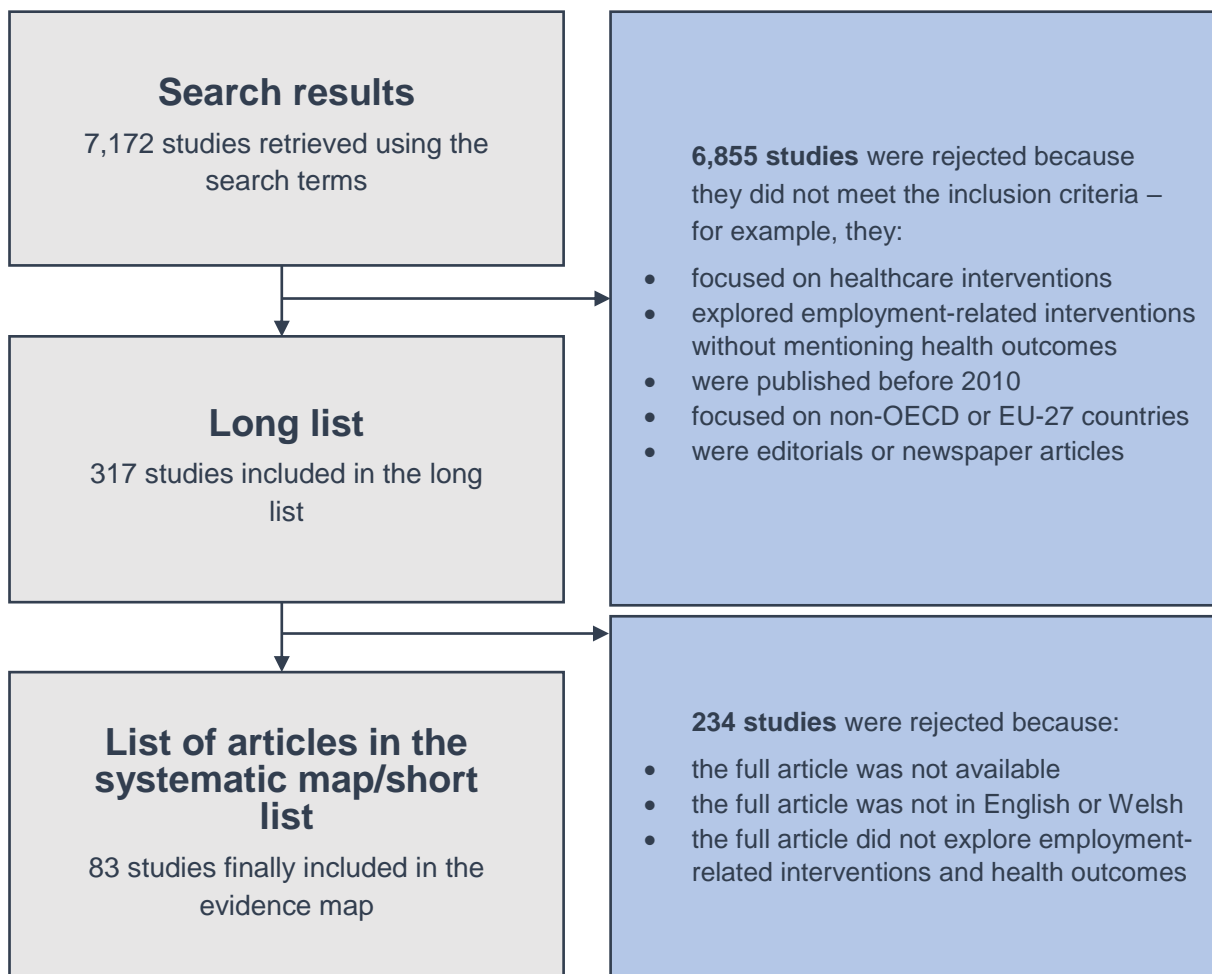 Search results
7,172 studies retrieved using the
search terms
6,855 studies were rejected because
they did not meet the inclusion criteria –
for example, they:
• focused on healthcare interventions
• explored employment-related interventions
without mentioning health outcomes
• were published before 2010
• focused on non-OECD or EU-27 countries
• were editorials or newspaper articles
Long list
317 studies included in the long
list
234 studies were rejected because:
• the full article was not available
• the full article was not in English or Welsh
• the full article did not explore employment-
related interventions and health outcomes
List of articles in the
systematic map/short
list
83 studies finally included in the
evidence map